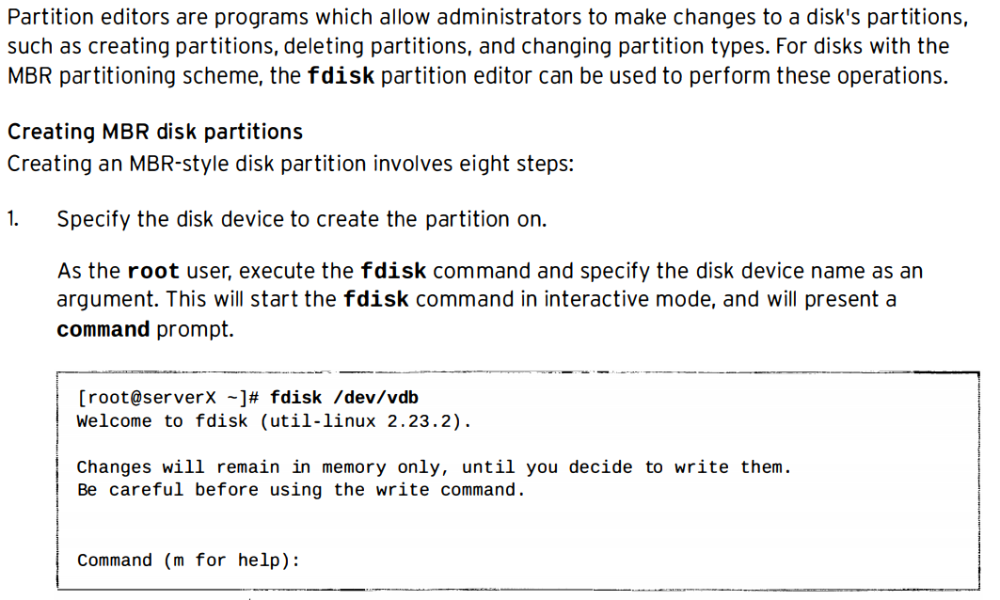 Partition editors are programs which allow administrators to make changes to a disk's partitions,
such as creating partitions, deleting partitions, and changing partition types. For disks with the
MBR partitioning scheme, the fdisk partition editor can be used to perform these operations.
Creating MBR disk partitions
Creating an MBR-style disk partition involves eight steps:
1. Specify the disk device to create the partition on.
As the root user, execute the fdisk command and specify the disk device name as an
argument. This will start the fdisk command in interactive mode, and will present a
command prompt.
[root@serverX ~]# fdisk /dev/vdb
Welcome to fdisk (util-linux 2.23.2).
Changes will remain in memory only, until you decide to write them.
Be careful before using the write command.
Command (m for help):